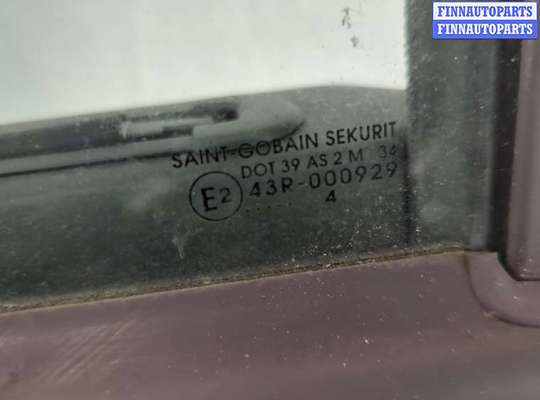 FINNAUTOPARTS
FINNAUTOPARTS
SAINT-GOBAIN SEKURIT
DOT 39 AS 2 M 34
E2 43R-000929
..... 4